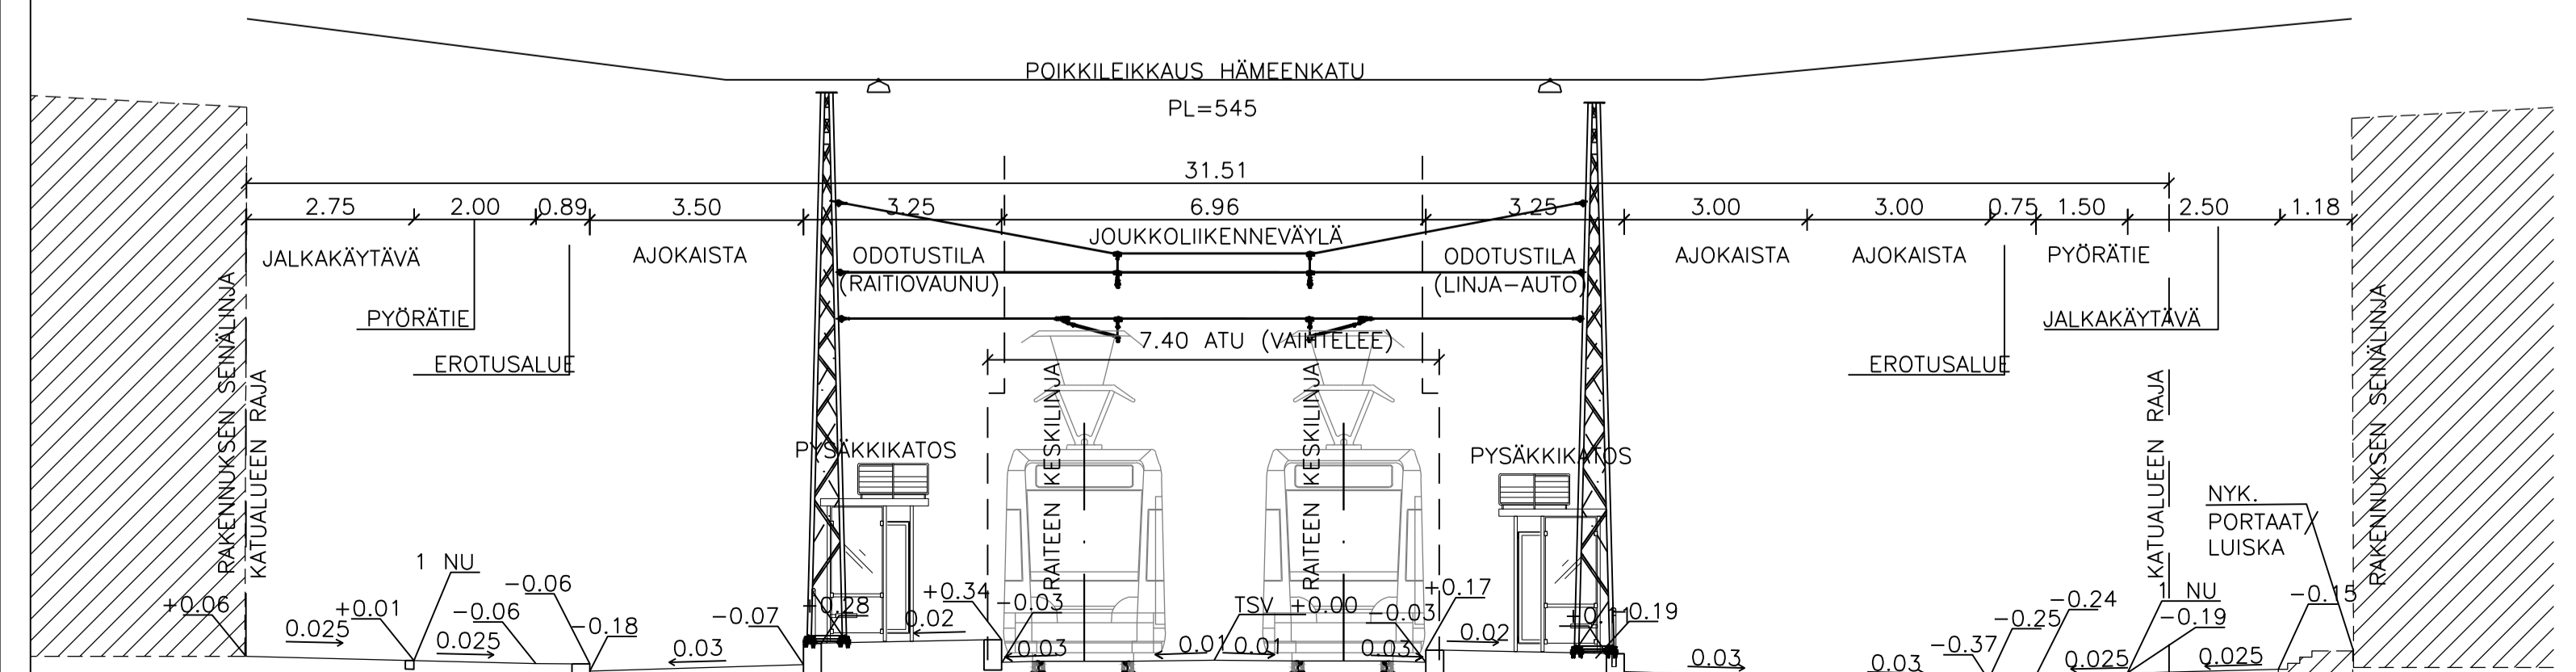 POIKKILEIKKAUS HÄMEENKATU
PL=545
31.51
2.75 2.00 0.89 3.50 3.25 6.96 3.25 3.00 3.00 0.75 1.50 2.50 1.18
JOUKKOLIIKENNEVÄYLÄ
JALKAKÄYTÄVÄ AJOKAISTA ODOTUSTILA ODOTUSTILA AJOKAISTA AJOKAISTA PYÖRÄTIE
(RAITIOVAUNU) (LINJA-AUTO)
PYÖRÄTIE JALKAKÄYTÄVÄ
7.40 ATU (VAIHTELEE)
EROTUSALUE EROTUSALUE
RAKENNUKSEN SEINÄLINJA
KATUALUEEN RAJA
RAITEEN KESKILINJA
RAITEEN KESKILINJA
KATUALUEEN RAJA
RAKENNUKSEN SEINÄLINJA
PYSÄKKIKATOS PYSÄKKIKATOS
NYK.
PORTAAT/
LUISKA
1 NU -0.06 +0.34 +0.17 1 NU -0.15
+0.06 +0.01 -0.06 -0.07 +0.28 -0.03 TSV +0.00 -0.03 -0.19 -0.25 -0.24 -0.19
0.025 0.025 -0.18 0.03 0.02 0.03 0.01 0.01 0.03 0.02 0.03 0.03 -0.37 0.025 0.025